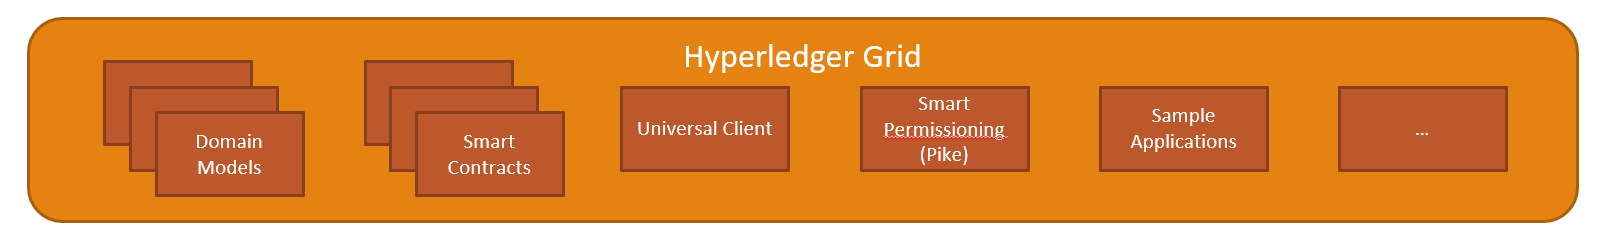 Hyperledger Grid
Domain
Models
Smart
Contracts
Universal Client
Smart
Permissioning
(Pike)
Sample
Applications
...